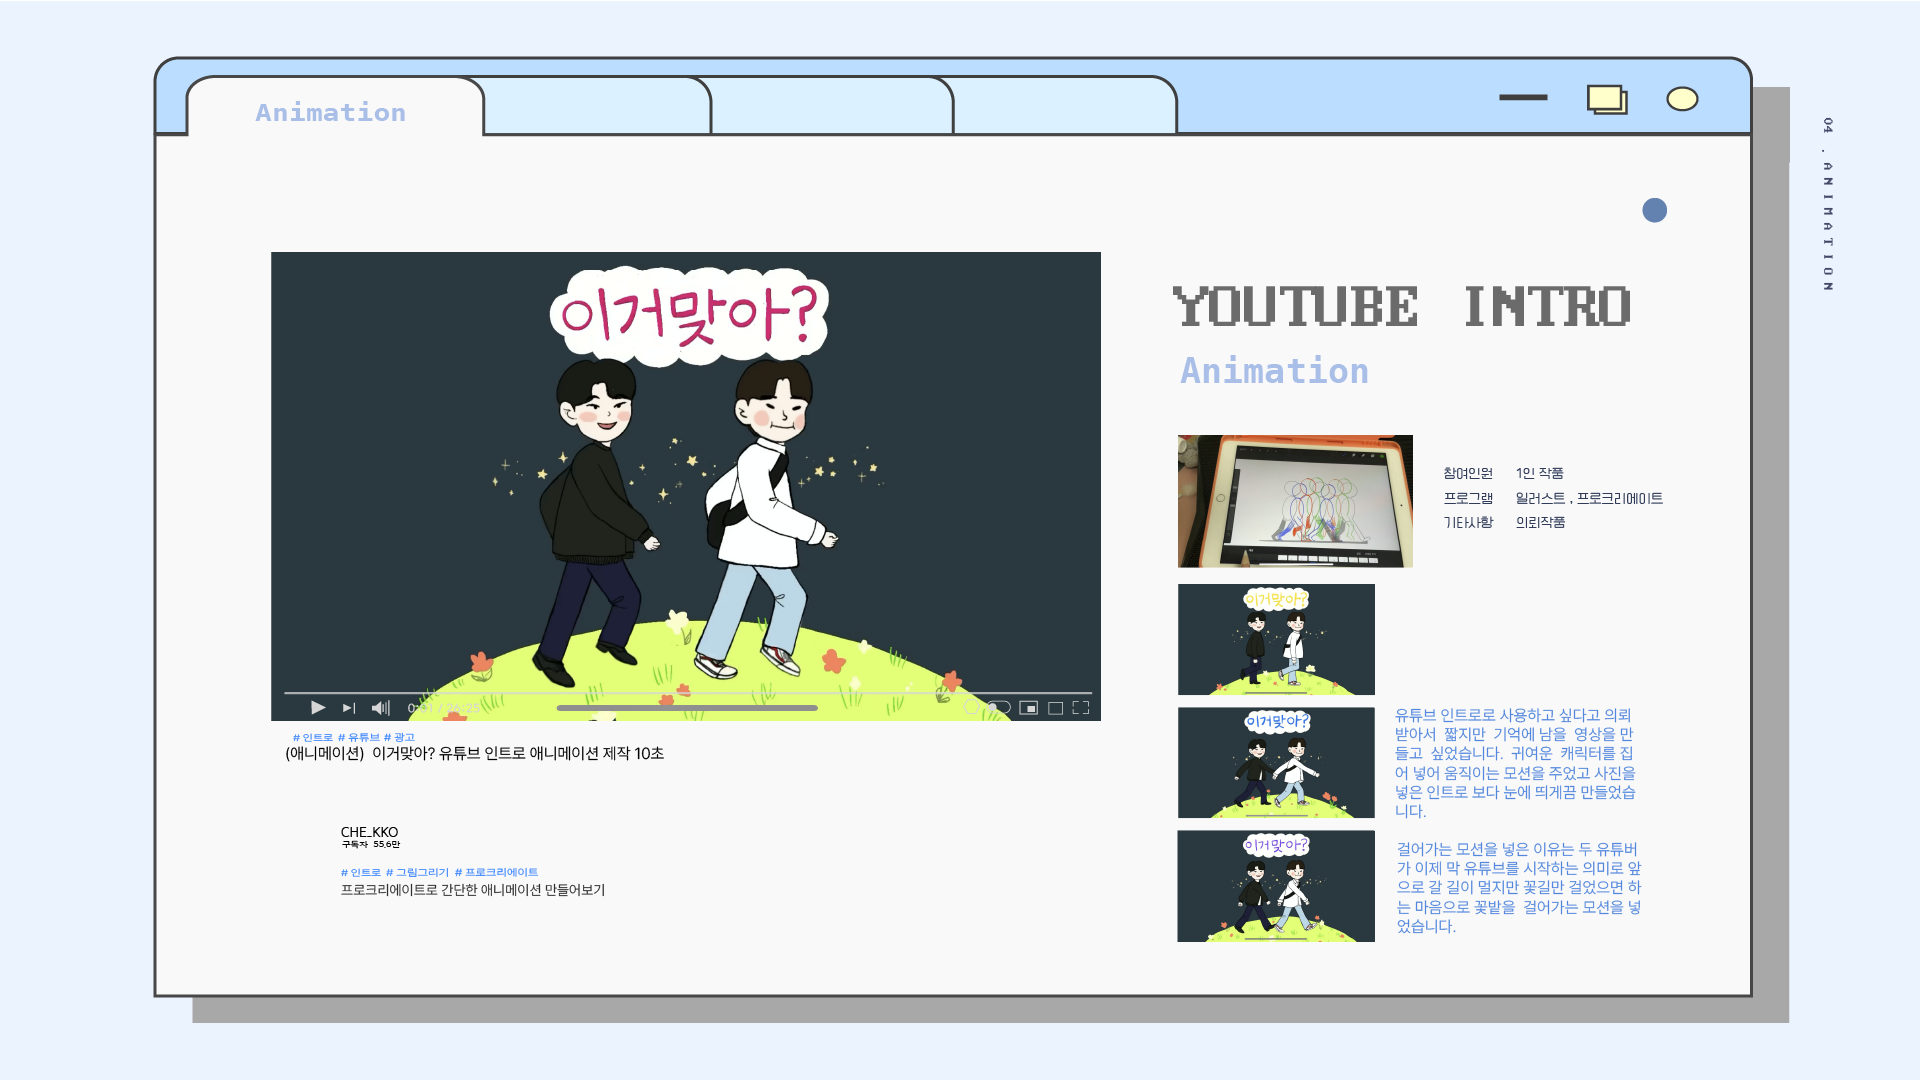 Animation
04 . ANIMATION
이거맞아?
# 인트로 # 유튜브 # 광고
(애니메이션) 이거맞아? 유튜브 인트로 애니메이션 제작 10초
CHE_KKO
구독자 55.6만
# 인트로 # 그림그리기 # 프로크리에이트
프로크리에이트로 간단한 애니메이션 만들어보기
YOUTUBE INTRO
Animation
참여인원 1인 작품
프로그램 일러스트 , 프로크리에이트
기타사항 의뢰작품
이거맞아?
이거맞아?
이거맞아?
유튜브 인트로로 사용하고 싶다고 의뢰
받아서 짧지만 기억에 남을 영상을 만
들고 싶었습니다. 귀여운 캐릭터를 집
어 넣어 움직이는 모션을 주었고 사진을
넣은 인트로 보다 눈에 띄게끔 만들었습
니다.
걸어가는 모션을 넣은 이유는 두 유튜버
가 이제 막 유튜브를 시작하는 의미로 앞
으로 갈 길이 멀지만 꽃길만 걸었으면 하
는 마음으로 꽃밭을 걸어가는 모션을 넣
었습니다.